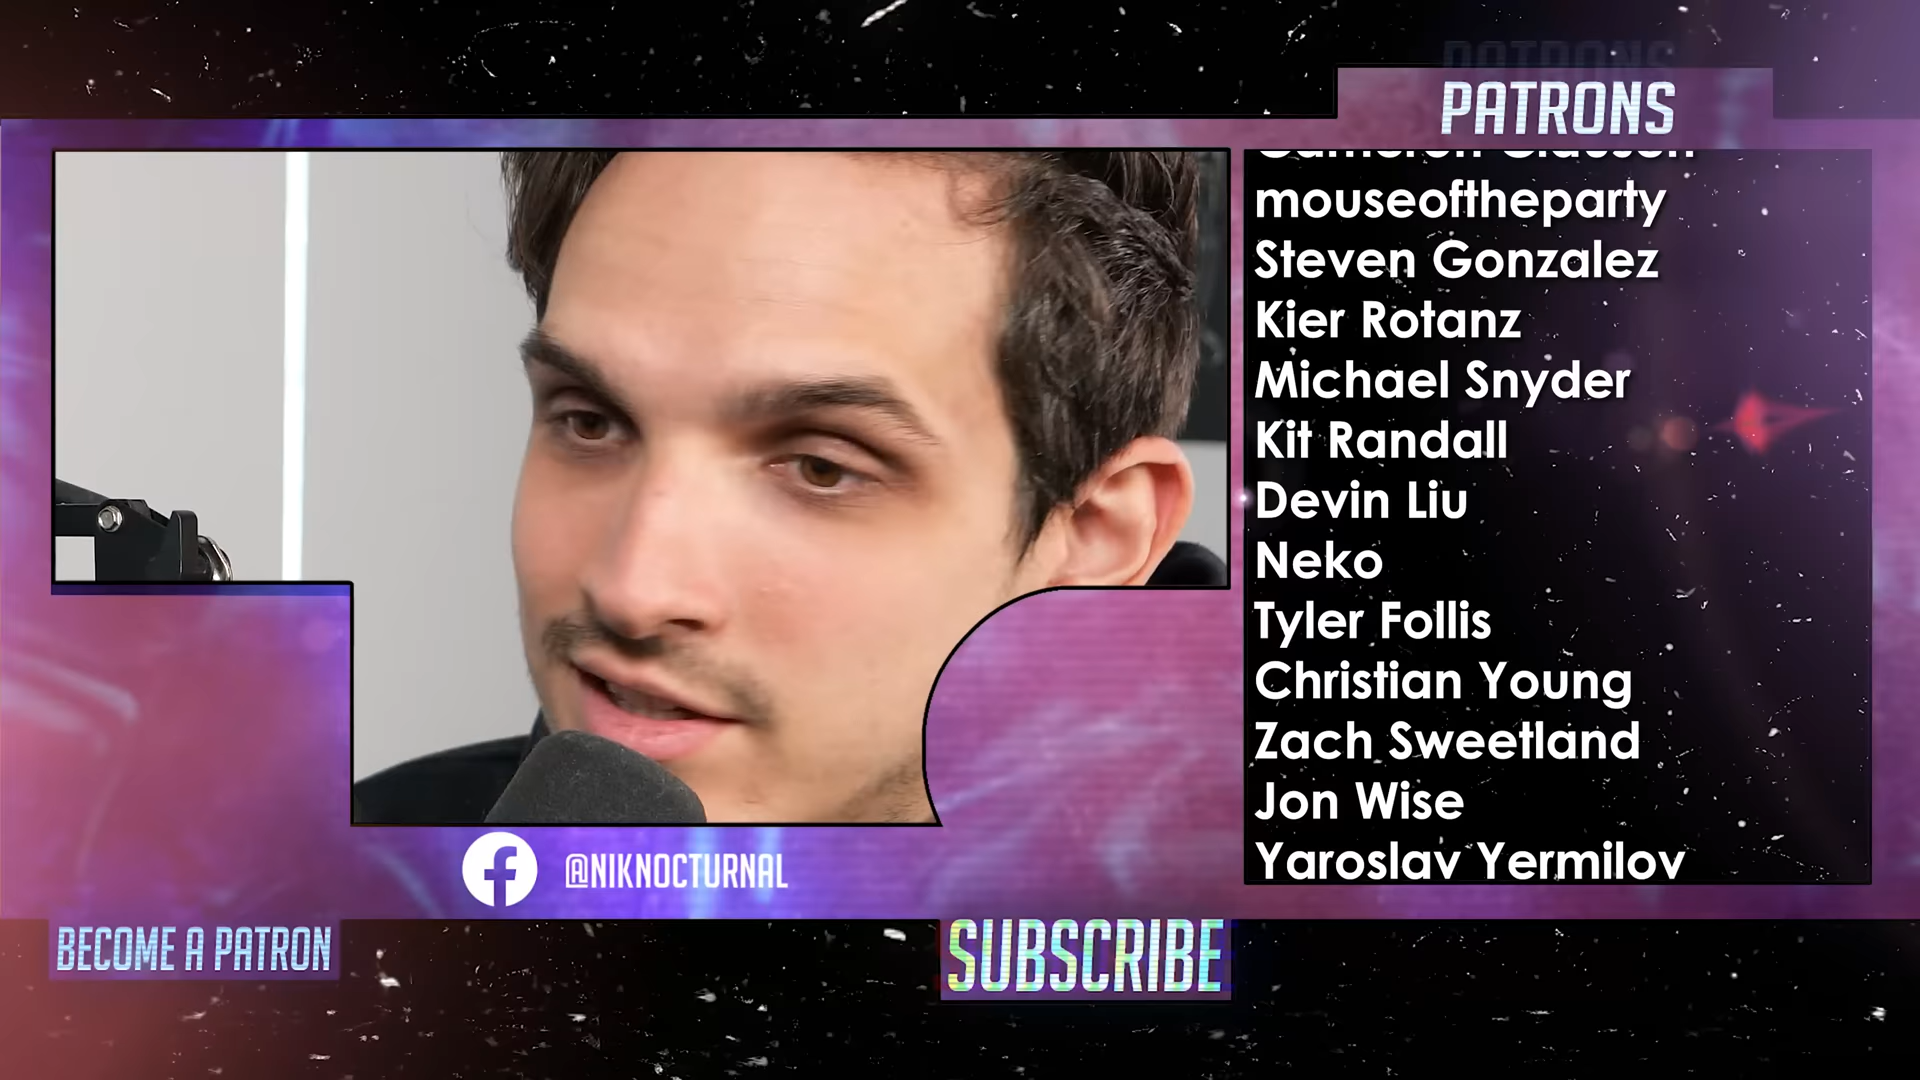 PATRONS
mouseoftheparty
Steven Gonzalez
Kier Rotanz
Michael Snyder
Kit Randall
Devin Liu
Neko
Tyler Follis
Christian Young
Zach Sweetland
Jon Wise
Yaroslav Yermilov
@NIKNOCTURNAL
BECOME A PATRON
SUBSCRIBE